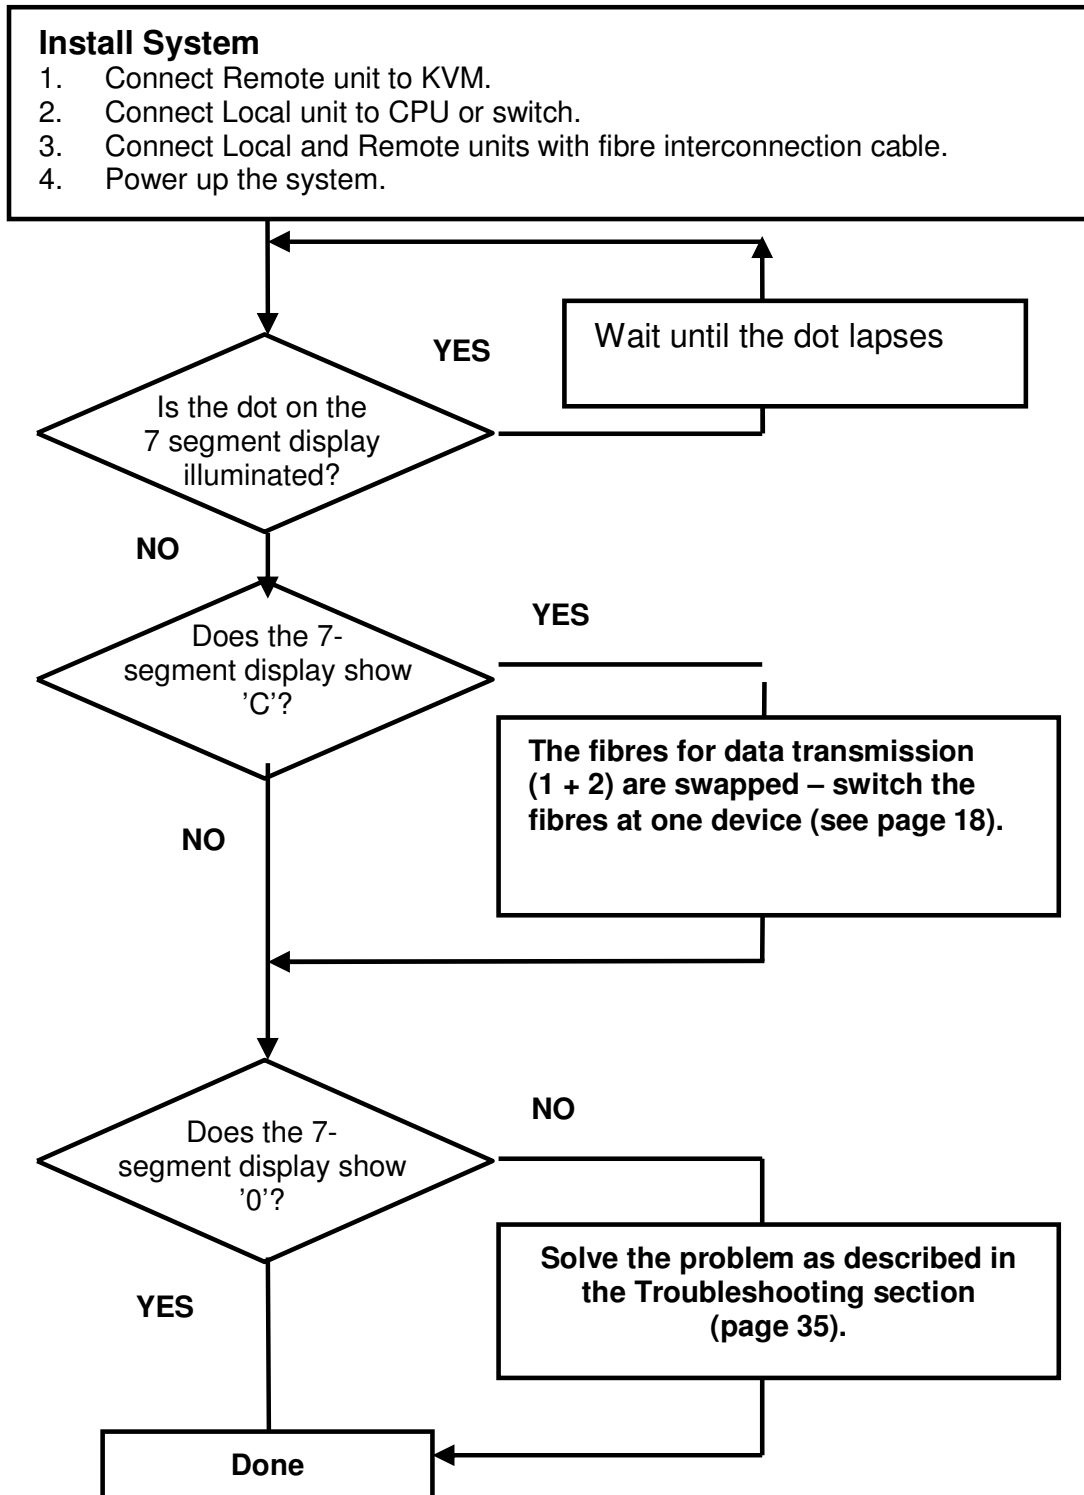 Install System
1. Connect Remote unit to KVM.
2. Connect Local unit to CPU or switch.
3. Connect Local and Remote units with fibre interconnection cable.
4. Power up the system.
YES
Wait until the dot lapses
Is the dot on the
7 segment display
illuminated?
NO
YES
Does the 7-
segment display show
’C’?
The fibres for data transmission
(1 + 2) are swapped – switch the
fibres at one device (see page 18).
NO
NO
Does the 7-
segment display show
’0’?
Solve the problem as described in
the Troubleshooting section
(page 35).
YES
Done